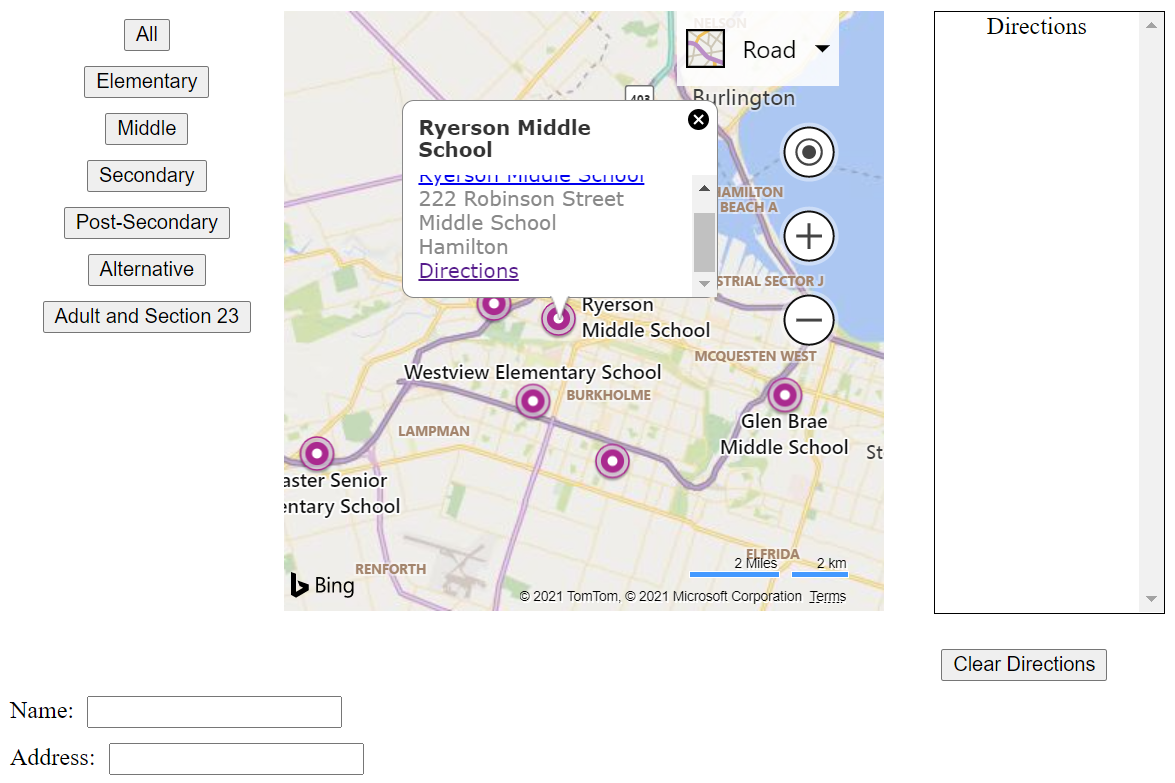 All
Elementary
Middle
Secondary
Post-Secondary
Alternative
Adult and Section 23
NELSON
Road
403
Burlington
Ryerson Middle
School
Ryerson Middle School
222 Robinson Street
Middle School
Hamilton
Directions
HAMILTON
BEACH A
STRIAL SECTOR J
Ryerson
Middle School
MCQUESTEN WEST
Westview Elementary School
BURKHOLME
Glen Brae
Middle School
LAMPMAN
St
aster Senior
entary School
ELFRIDA
RENFORTH
2 Miles
2 km
Bing
© 2021 TomTom, © 2021 Microsoft Corporation Terms
Directions
Clear Directions
Name:
Address: